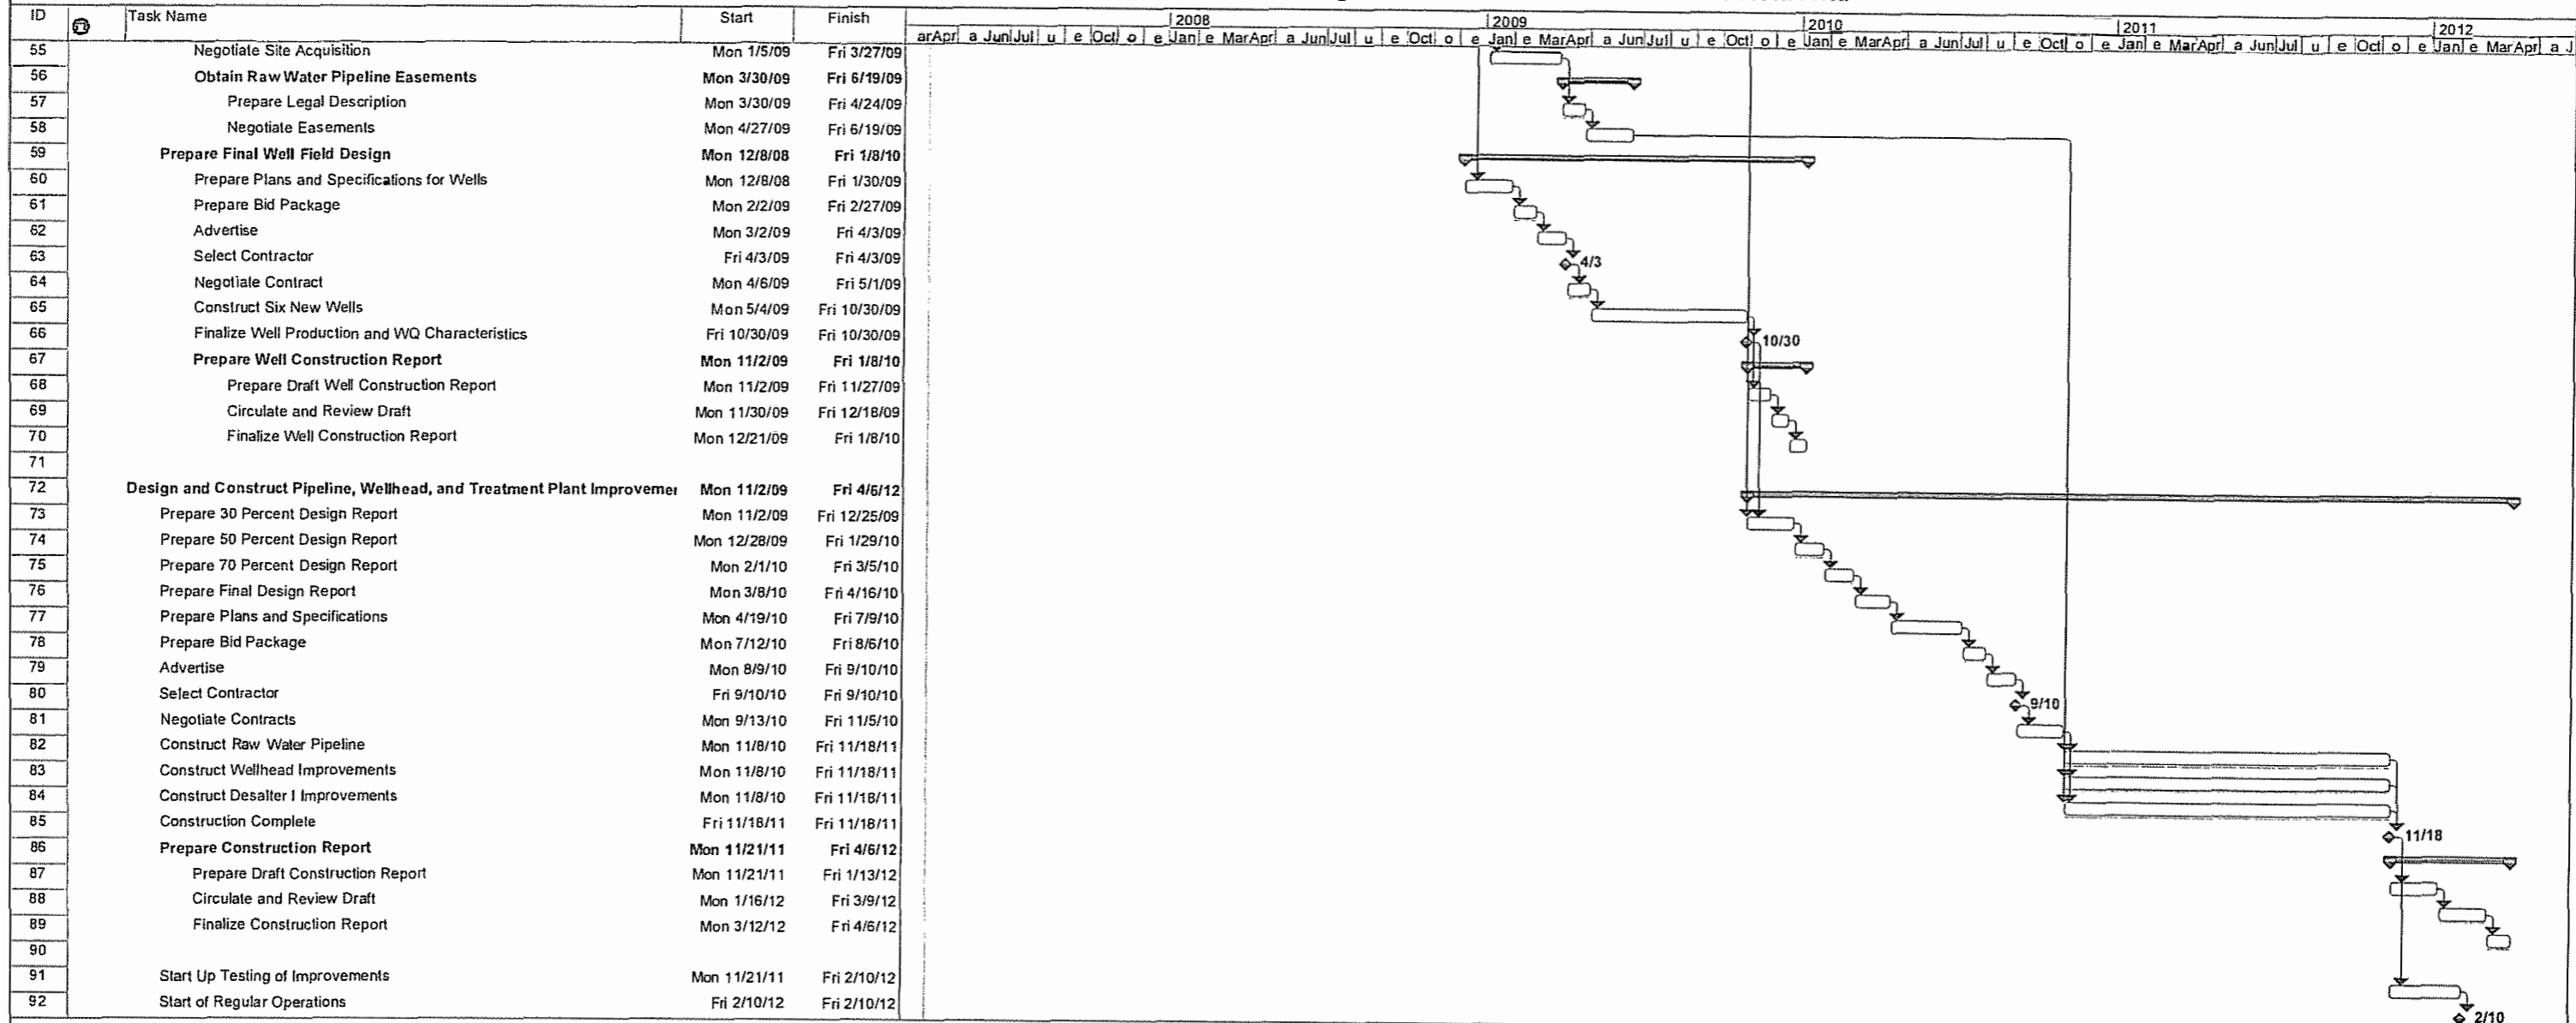 ID Task Name Start Finish
2008 2009 2010 2011 2012
arApr a Jun Jul u e Oct o e Jan e MarApr a Jun Jul u e Oct o e Jan e MarApr a Jun Jul u e Oct o e Jan e MarApr a Jun Jul u e Oct o e Jan e MarApr a Jun Jul u e Oct o e Jan e MarApr a J
55 Negotiate Site Acquisition Mon 1/5/09 Fri 3/27/09
56 Obtain Raw Water Pipeline Easements Mon 3/30/09 Fri 6/19/09
57 Prepare Legal Description Mon 3/30/09 Fri 4/24/09
58 Negotiate Easements Mon 4/27/09 Fri 6/19/09
59 Prepare Final Well Field Design Mon 12/8/08 Fri 1/8/10
60 Prepare Plans and Specifications for Wells Mon 12/8/08 Fri 1/30/09
61 Prepare Bid Package Mon 2/2/09 Fri 2/27/09
62 Advertise Mon 3/2/09 Fri 4/3/09
63 Select Contractor Fri 4/3/09 Fri 4/3/09 4/3
64 Negotiate Contract Mon 4/6/09 Fri 5/1/09
65 Construct Six New Wells Mon 5/4/09 Fri 10/30/09
66 Finalize Well Production and WQ Characteristics Fri 10/30/09 Fri 10/30/09 10/30
67 Prepare Well Construction Report Mon 11/2/09 Fri 1/8/10
68 Prepare Draft Well Construction Report Mon 11/2/09 Fri 11/27/09
69 Circulate and Review Draft Mon 11/30/09 Fri 12/18/09
70 Finalize Well Construction Report Mon 12/21/09 Fri 1/8/10
71
72 Design and Construct Pipeline, Wellhead, and Treatment Plant Improvemer Mon 11/2/09 Fri 4/6/12
73 Prepare 30 Percent Design Report Mon 11/2/09 Fri 12/25/09
74 Prepare 50 Percent Design Report Mon 12/28/09 Fri 1/29/10
75 Prepare 70 Percent Design Report Mon 2/1/10 Fri 3/5/10
76 Prepare Final Design Report Mon 3/8/10 Fri 4/16/10
77 Prepare Plans and Specifications Mon 4/19/10 Fri 7/9/10
78 Prepare Bid Package Mon 7/12/10 Fri 8/6/10
79 Advertise Mon 8/9/10 Fri 9/10/10
80 Select Contractor Fri 9/10/10 Fri 9/10/10 9/10
81 Negotiate Contracts Mon 9/13/10 Fri 11/5/10
82 Construct Raw Water Pipeline Mon 11/8/10 Fri 11/18/11
83 Construct Wellhead Improvements Mon 11/8/10 Fri 11/18/11
84 Construct Desalter I Improvements Mon 11/8/10 Fri 11/18/11
85 Construction Complete Fri 11/18/11 Fri 11/18/11 11/18
86 Prepare Construction Report Mon 11/21/11 Fri 4/6/12
87 Prepare Draft Construction Report Mon 11/21/11 Fri 1/13/12
88 Circulate and Review Draft Mon 1/16/12 Fri 3/9/12
89 Finalize Construction Report Mon 3/12/12 Fri 4/6/12
90
91 Start Up Testing of Improvements Mon 11/21/11 Fri 2/10/12
92 Start of Regular Operations Fri 2/10/12 Fri 2/10/12 2/10